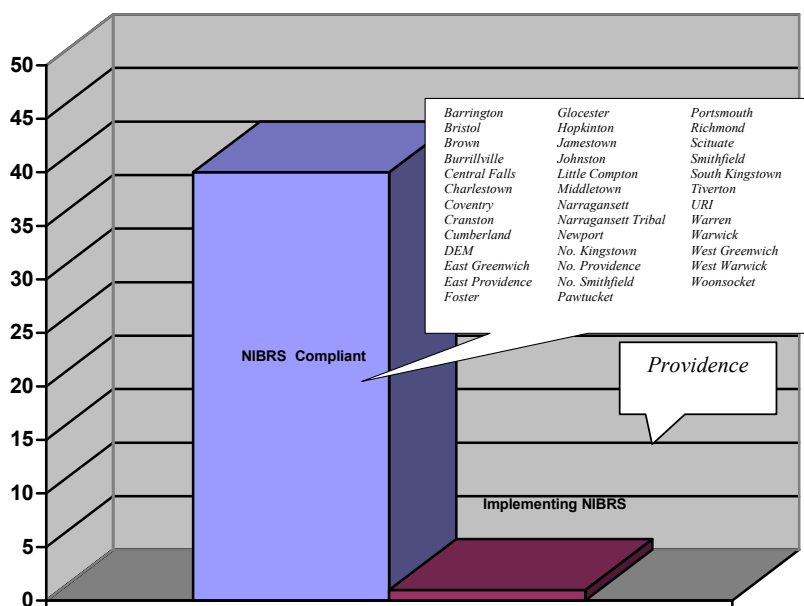 50
45
40
35
30
25
20
15
10
5
0
Barrington Glocester Portsmouth
Bristol Hopkinton Richmond
Brown Jamestown Scituate
Burrillville Johnston Smithfield
Central Falls Little Compton South Kingstown
Charlestown Middletown Tiverton
Coventry Narragansett URI
Cranston Narragansett Tribal Warren
Cumberland Newport Warwick
DEM No. Kingstown West Greenwich
East Greenwich No. Providence West Warwick
East Providence No. Smithfield Woonsocket
Foster Pawtucket
NIBRS Compliant
Providence
Implementing NIBRS